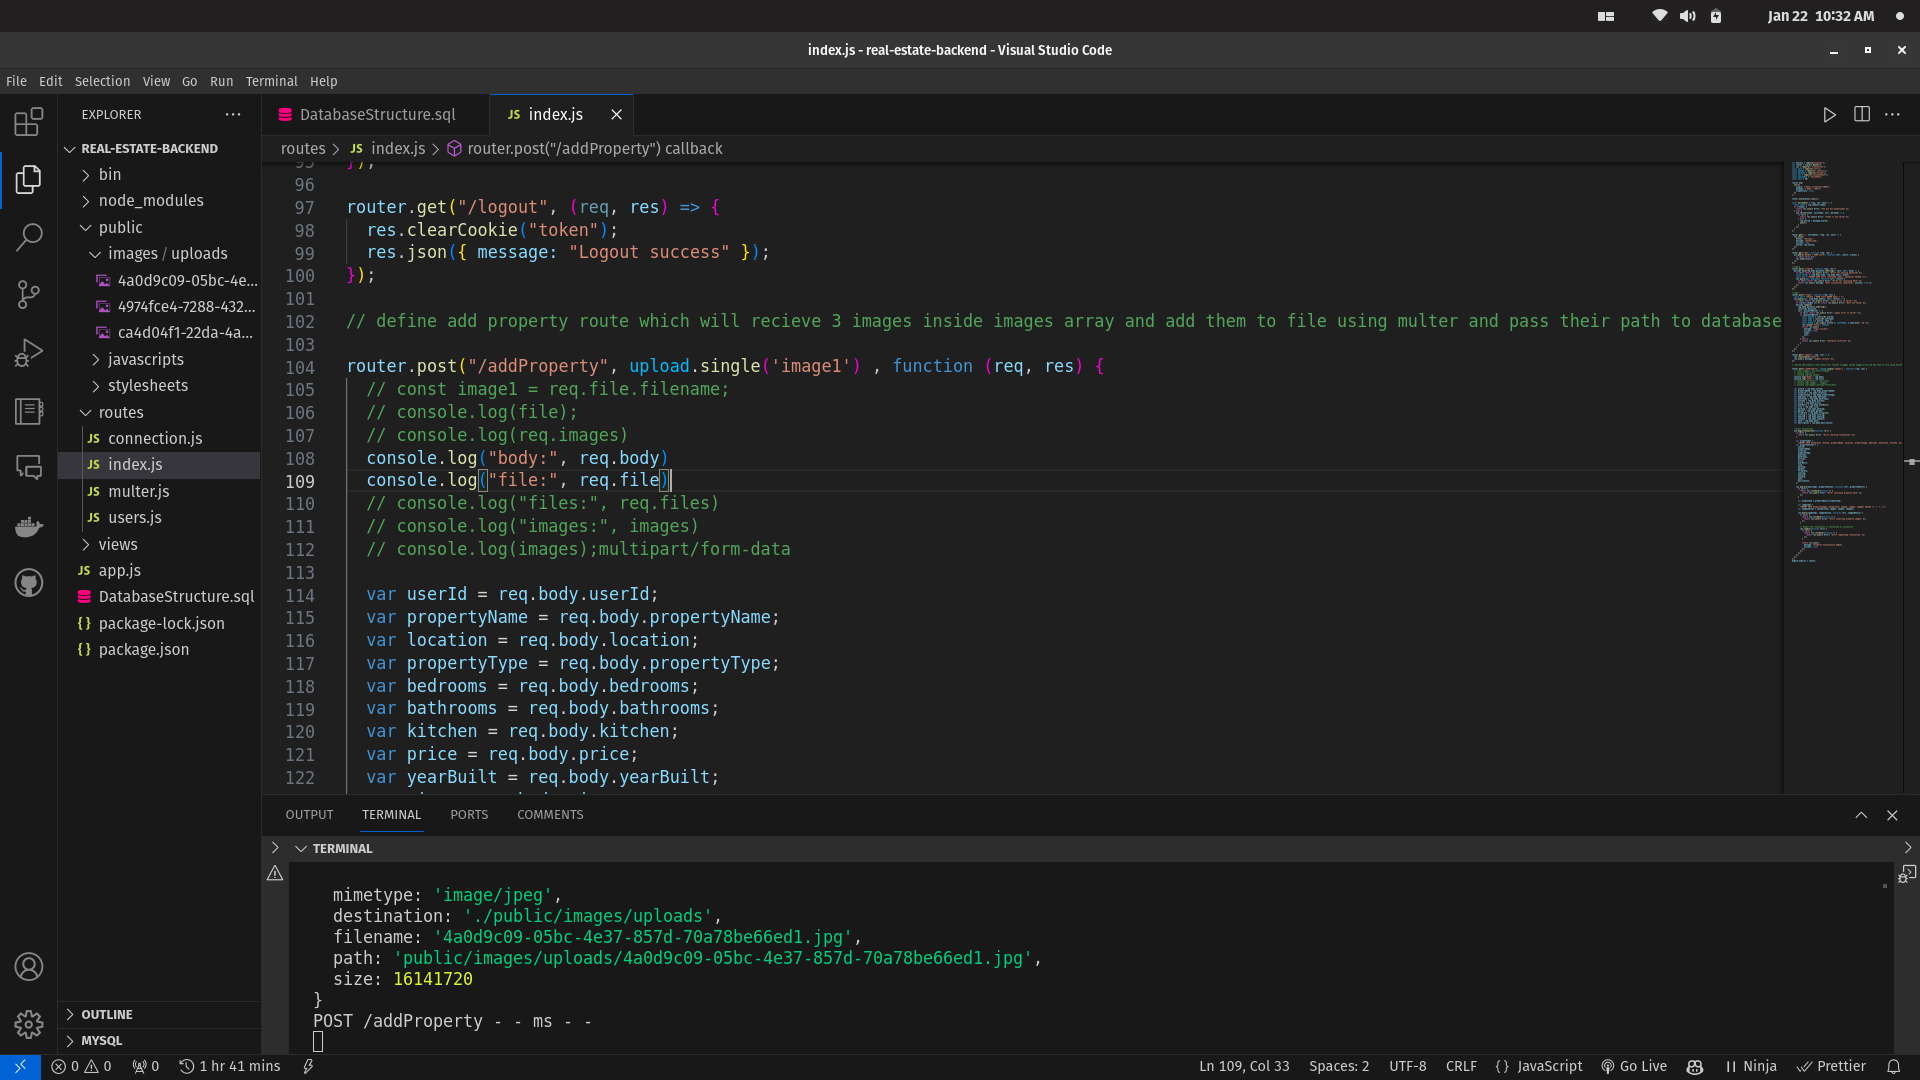 Jan 22 10:32 AM
index.js - real-estate-backend - Visual Studio Code
File Edit Selection View Go Run Terminal Help
EXPLORER
REAL-ESTATE-BACKEND
bin
node_modules
public
images / uploads
4a0d9c09-05bc-4e...
4974fce4-7288-432...
ca4d04f1-22da-4a...
javascripts
stylesheets
routes
JS connection.js
JS index.js
JS multer.js
JS users.js
views
JS app.js
DatabaseStructure.sql
{} package-lock.json
{} package.json
OUTLINE
MYSQL
DatabaseStructure.sql
JS index.js
routes > JS index.js > router.post("/addProperty") callback
95 });
96
97 router.get("/logout", (req, res) => {
98 res.clearCookie("token");
99 res.json({ message: "Logout success" });
100 });
101
102 // define add property route which will recieve 3 images inside images array and add them to file using multer and pass their path to database
103
104 router.post("/addProperty", upload.single('image1') , function (req, res) {
105 // const image1 = req.file.filename;
106 // console.log(file);
107 // console.log(req.images)
108 console.log("body:", req.body)
109 console.log("file:", req.file)
110 // console.log("files:", req.files)
111 // console.log("images:", images)
112 // console.log(images);multipart/form-data
113
114 var userId = req.body.userId;
115 var propertyName = req.body.propertyName;
116 var location = req.body.location;
117 var propertyType = req.body.propertyType;
118 var bedrooms = req.body.bedrooms;
119 var bathrooms = req.body.bathrooms;
120 var kitchen = req.body.kitchen;
121 var price = req.body.price;
122 var yearBuilt = req.body.yearBuilt;
OUTPUT TERMINAL PORTS COMMENTS
TERMINAL
mimetype: 'image/jpeg',
destination: './public/images/uploads',
filename: '4a0d9c09-05bc-4e37-857d-70a78be66ed1.jpg',
path: 'public/images/uploads/4a0d9c09-05bc-4e37-857d-70a78be66ed1.jpg',
size: 16141720
}
POST /addProperty - - ms - -
0 0 0 1 hr 41 mins Ln 109, Col 33 Spaces: 2 UTF-8 CRLF {} JavaScript Go Live Ninja Prettier